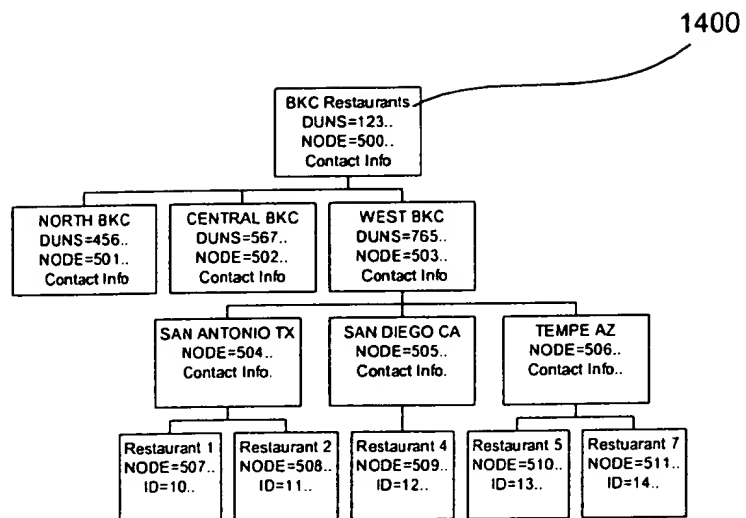 1400
BKC Restaurants
DUNS=123..
NODE=500..
Contact Info
NORTH BKC
DUNS=456..
NODE=501..
Contact Info
CENTRAL BKC
DUNS=567..
NODE=502..
Contact Info
WEST BKC
DUNS=765..
NODE=503..
Contact Info
SAN ANTONIO TX
NODE=504..
Contact Info.
SAN DIEGO CA
NODE=505..
Contact Info.
TEMPE AZ
NODE=506..
Contact Info..
Restaurant 1
NODE=507..
ID=10..
Restaurant 2
NODE=508..
ID=11..
Restaurant 4
NODE=509..
ID=12..
Restaurant 5
NODE=510..
ID=13..
Restuarant 7
NODE=511..
ID=14..